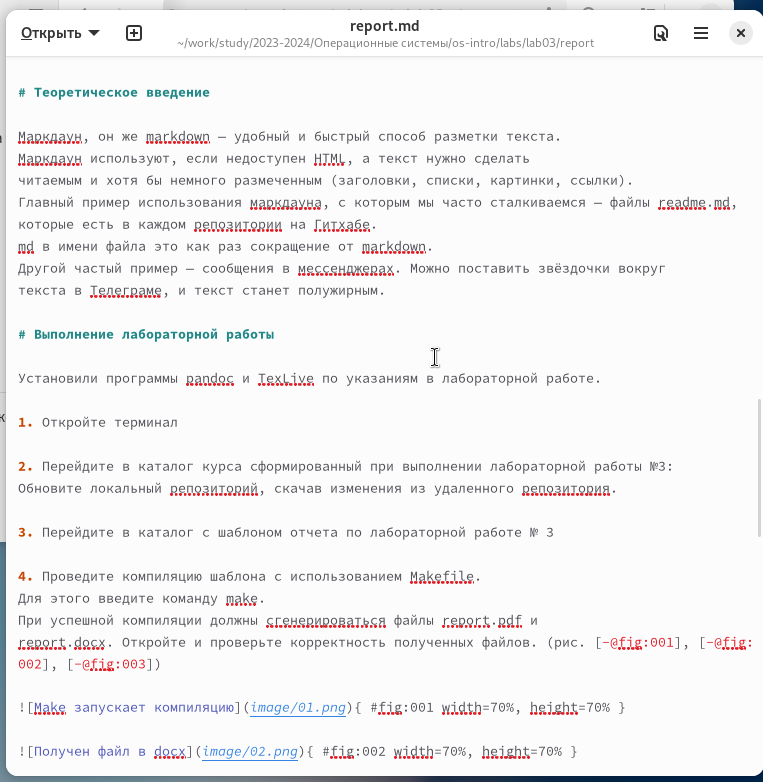 Открыть
report.md
~/work/study/2023-2024/Операционные системы/os-intro/labs/lab03/report
# Теоретическое введение
Маркдаун, он же markdown — удобный и быстрый способ разметки текста.
Маркдаун используют, если недоступен HTML, а текст нужно сделать
читаемым и хотя бы немного размеченным (заголовки, списки, картинки, ссылки).
Главный пример использования маркдауна, с которым мы часто сталкиваемся — файлы readme.md,
которые есть в каждом репозитории на Гитхабе.
md в имени файла это как раз сокращение от markdown.
Другой частый пример — сообщения в мессенджерах. Можно поставить звёздочки вокруг
текста в Телеграме, и текст станет полужирным.
# Выполнение лабораторной работы
Установили программы pandoc и TexLive по указаниям в лабораторной работе.
1. Откройте терминал
2. Перейдите в каталог курса сформированный при выполнении лабораторной работы №3:
Обновите локальный репозиторий, скачав изменения из удаленного репозитория.
3. Перейдите в каталог с шаблоном отчета по лабораторной работе № 3
4. Проведите компиляцию шаблона с использованием Makefile.
Для этого введите команду make.
При успешной компиляции должны сгенерироваться файлы report.pdf и
report.docx. Откройте и проверьте корректность полученных файлов. (рис. [-@fig:001], [-@fig:
002], [-@fig:003])
![Make запускает компиляцию](image/01.png){ #fig:001 width=70%, height=70% }
![Получен файл в docx](image/02.png){ #fig:002 width=70%, height=70% }